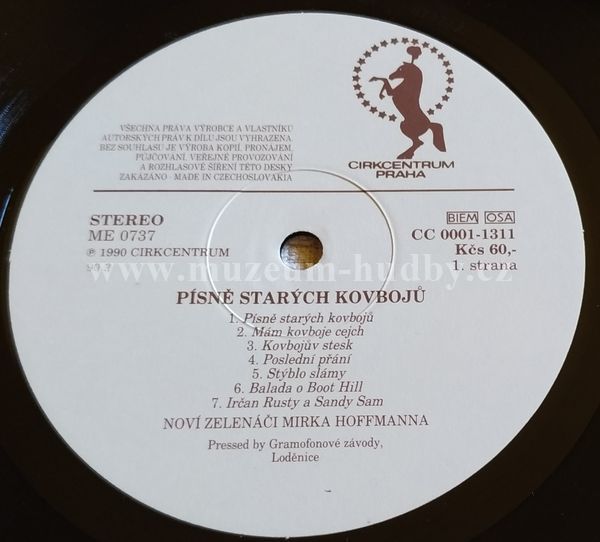 VŠECHNA PRÁVA VÝROBCE A VLASTNÍKU
AUTORSKÝCH PRÁV K DÍLU JSOU VYHRAZENA.
BEZ SOUHLASU JE VÝROBA KOPIÍ, PRONÁJEM,
PŮJČOVÁNÍ, VEŘEJNÉ PROVOZOVÁNÍ
A ROZHLASOVÉ ŠÍŘENÍ TÉTO DESKY
ZAKÁZÁNO · MADE IN CZECHOSLOVAKIA
CIRKCENTRUM
PRAHA
STEREO
ME 0737
℗ 1990 CIRKCENTRUM
90 3
BIEM OSA
CC 0001-1311
Kčs 60,-
1. strana
www.muzeum-hudby.cz
PÍSNĚ STARÝCH KOVBOJŮ
1. Písně starých kovbojů
2. Mám kovboje cejch
3. Kovbojův stesk
4. Poslední přání
5. Stýblo slámy
6. Balada o Boot Hill
7. Irčan Rusty a Sandy Sam
NOVÍ ZELENÁČI MIRKA HOFFMANNA
Pressed by Gramofonové závody,
Loděnice